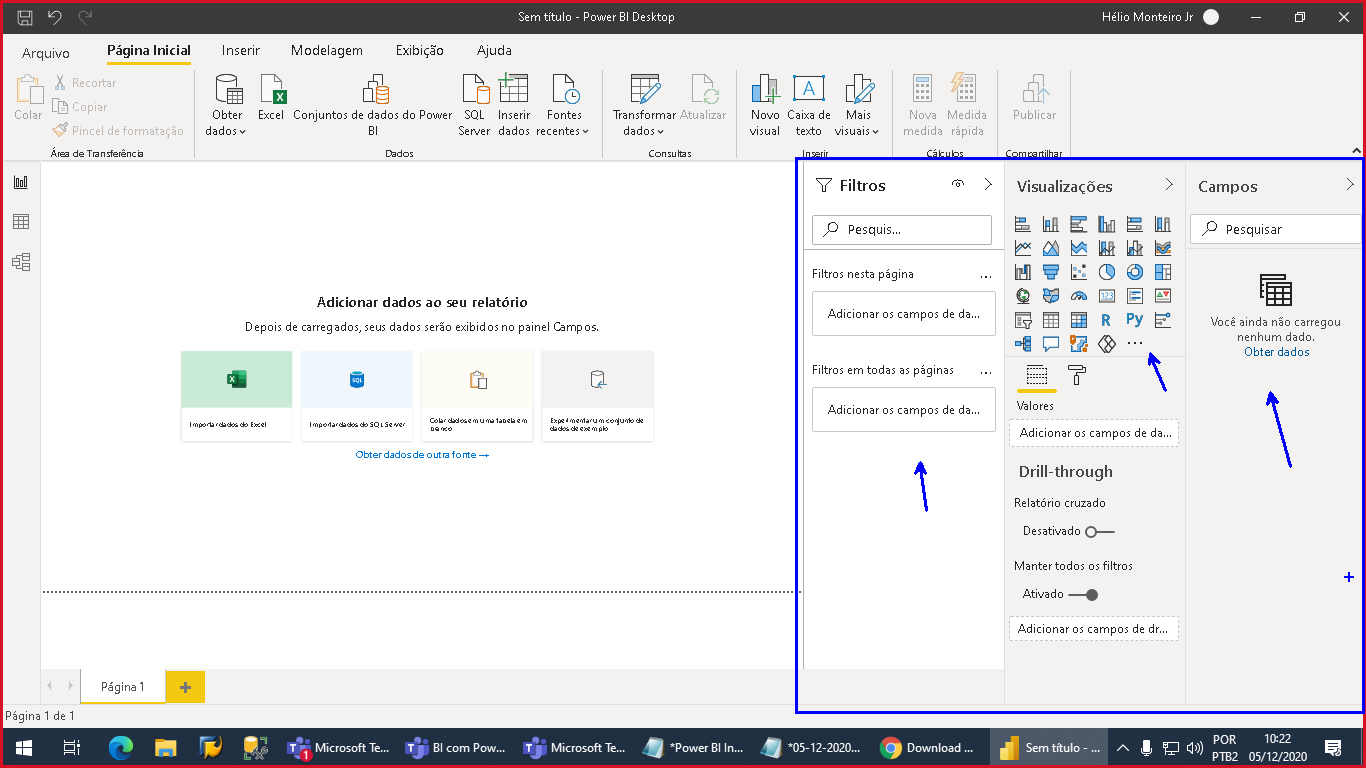 Sem título - Power BI Desktop
Hélio Monteiro Jr
Arquivo
Página Inicial
Inserir
Modelagem
Exibição
Ajuda
Colar
Recortar
Copiar
Pincel de formatação
Obter dados
Excel
Conjuntos de dados do Power BI
SQL Server
Inserir dados
Fontes recentes
Transformar dados
Atualizar
Novo visual
Caixa de texto
Mais visuais
Nova medida
Medida rápida
Publicar
Área de Transferência
Dados
Consultas
Inserir
Cálculos
Compartilhar
Adicionar dados ao seu relatório
Depois de carregados, seus dados serão exibidos no painel Campos.
SQL
Importar dados do Excel
Importar dados do SQL Server
Colar dados em uma tabela em branco
Experimentar um conjunto de dados de exemplo
Obter dados de outra fonte →
Filtros
Pesquis...
Filtros nesta página ...
Adicionar os campos de da...
Filtros em todas as páginas ...
Adicionar os campos de da...
Visualizações
123
R
Py
...
Valores
Adicionar os campos de da...
Drill-through
Relatório cruzado
Desativado
Manter todos os filtros
Ativado
Adicionar os campos de dr...
Campos
Pesquisar
Você ainda não carregou
nenhum dado.
Obter dados
Página 1
+
Página 1 de 1
1
Microsoft Te...
BI com Pow...
Microsoft Te...
*Power BI In...
*05-12-2020...
Download ...
Sem título - ...
POR
PTB2
10:22
05/12/2020